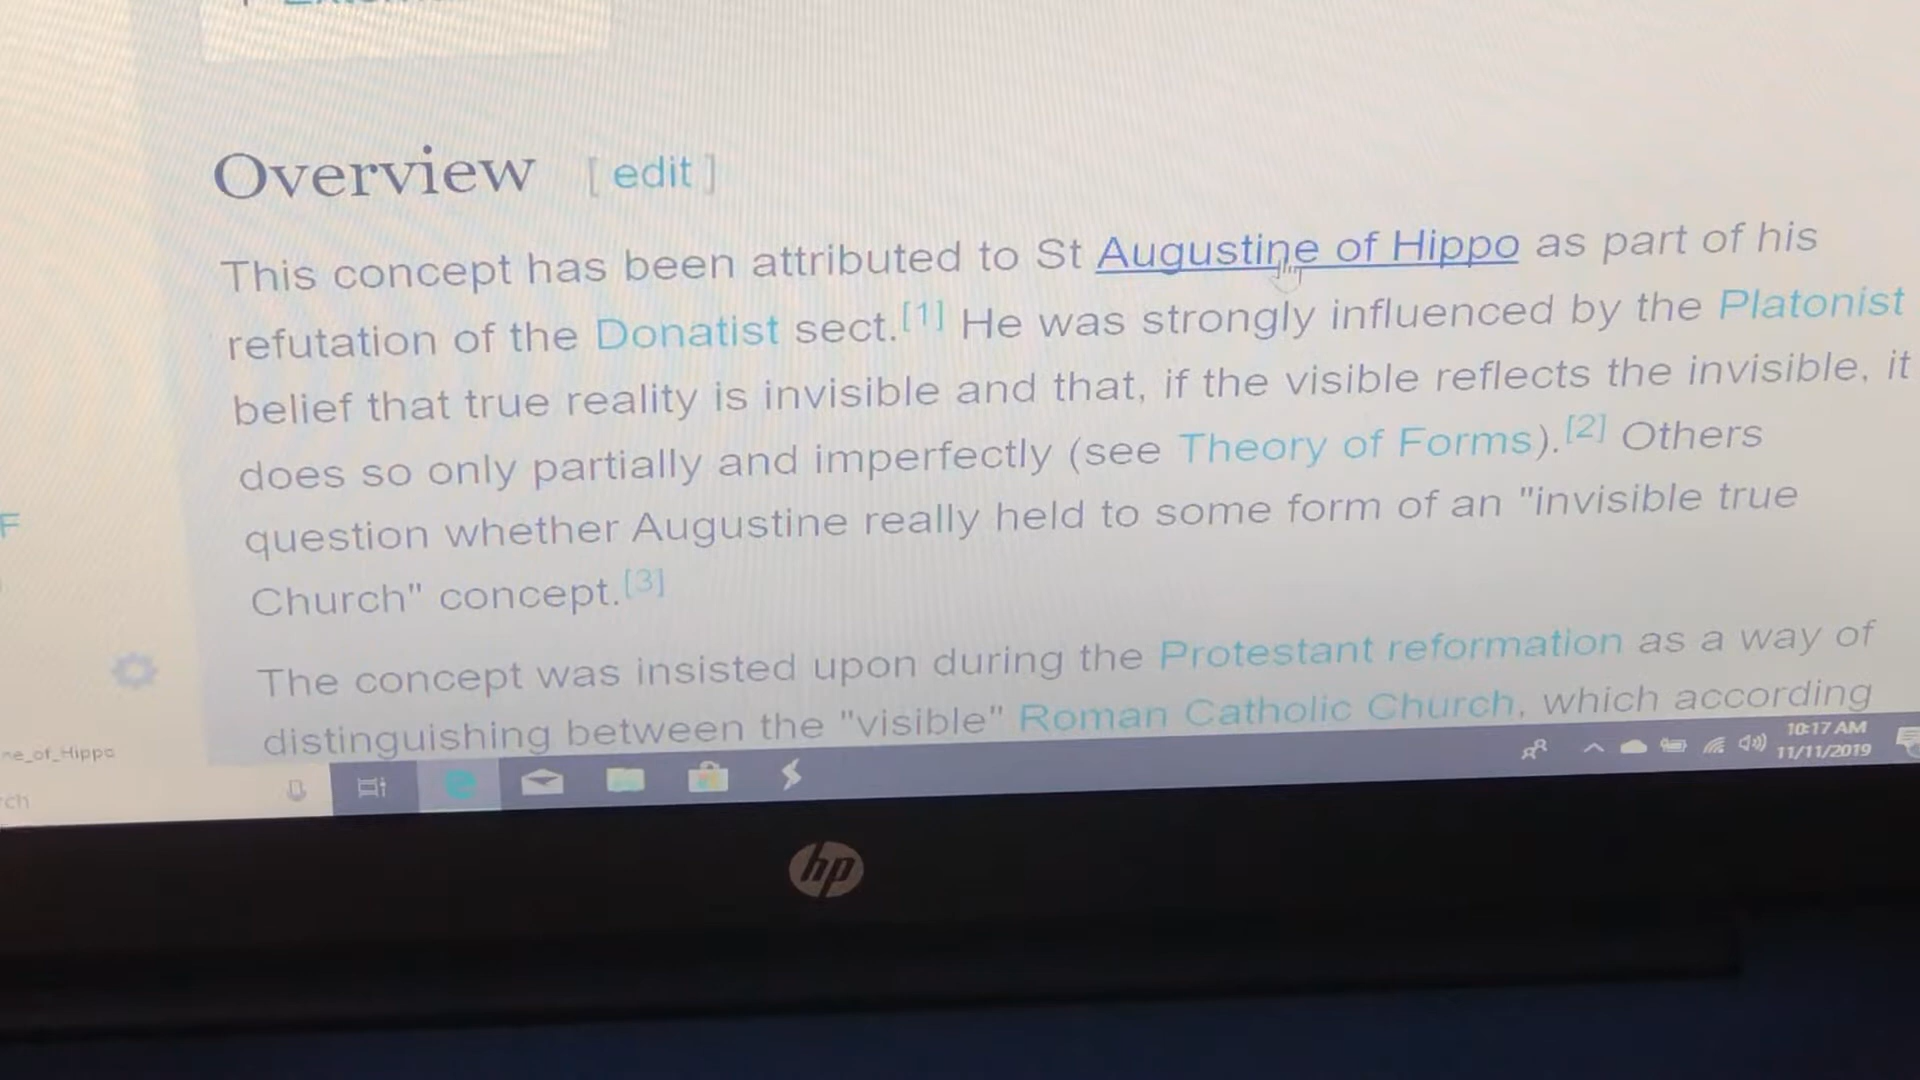 Overview [ edit ]
This concept has been attributed to St Augustine of Hippo as part of his
refutation of the Donatist sect.[1] He was strongly influenced by the Platonist
belief that true reality is invisible and that, if the visible reflects the invisible, it
does so only partially and imperfectly (see Theory of Forms).[2] Others
question whether Augustine really held to some form of an "invisible true
Church" concept.[3]
The concept was insisted upon during the Protestant reformation as a way of
distinguishing between the "visible" Roman Catholic Church, which according
F
ne_of_Hippo
rch
10:17 AM
11/11/2019
hp